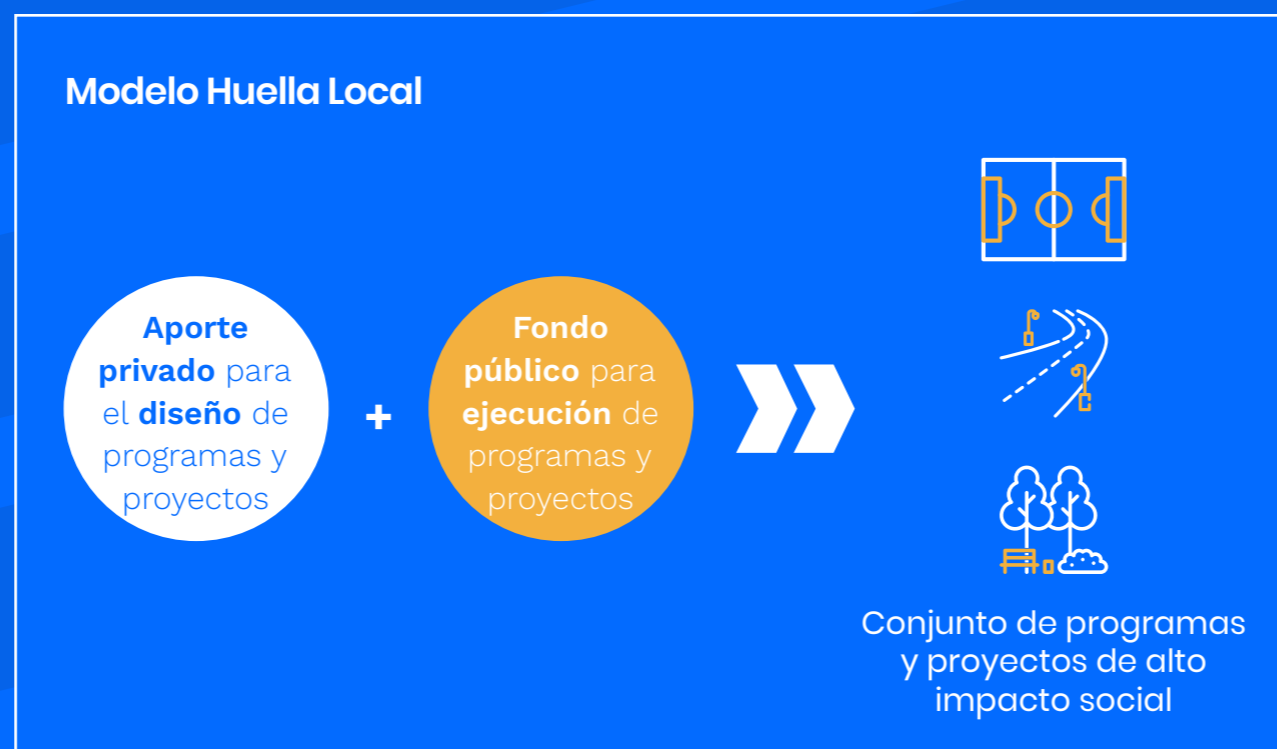 Modelo Huella Local
Aporte
privado para
el diseño de
programas y
proyectos
+
Fondo
público para
ejecución de
programas y
proyectos
Conjunto de programas
y proyectos de alto
impacto social